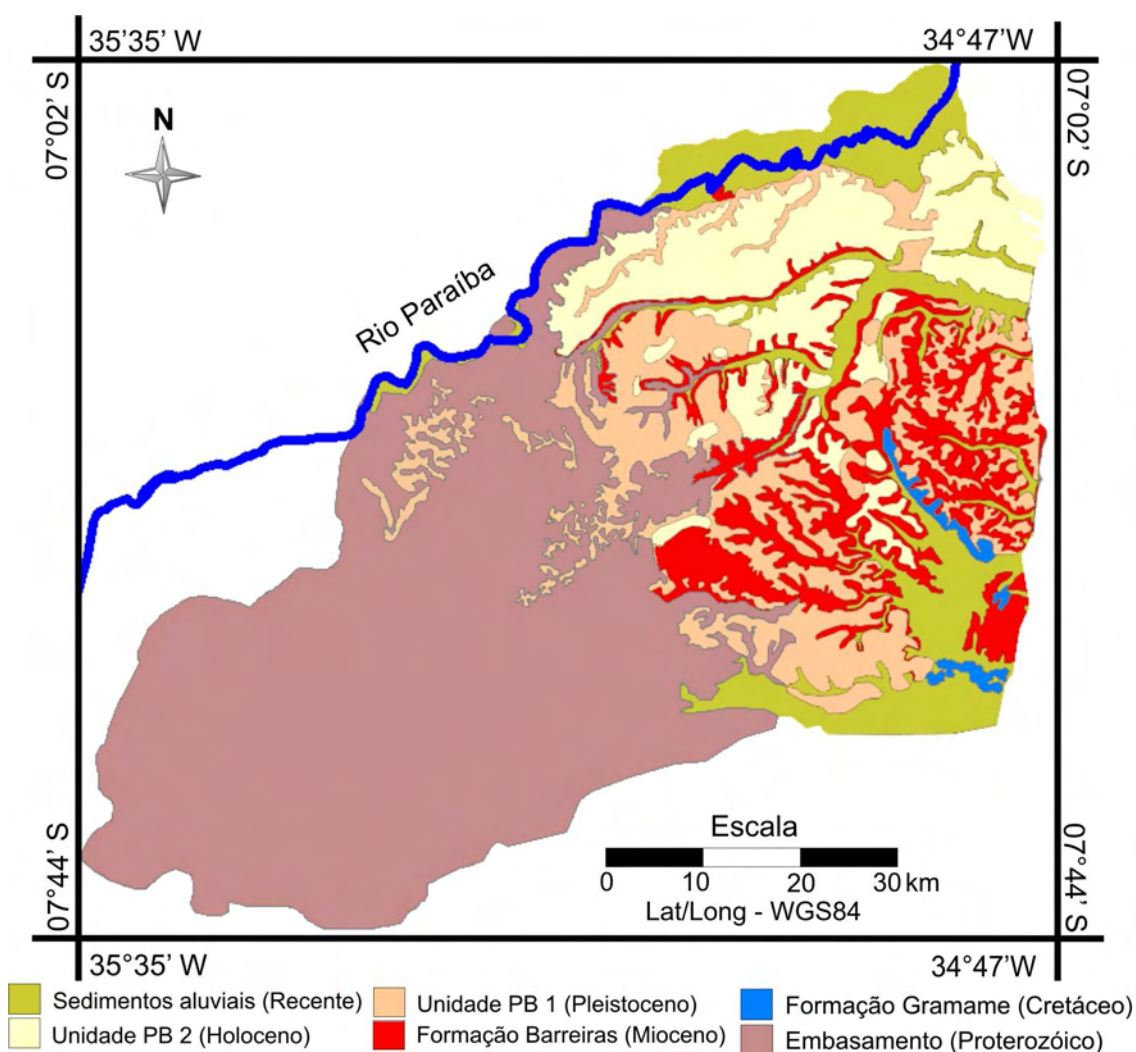 35'35' W
34°47'W
07°02' S
07°02' S
N
Rio Paraíba
Escala
0 10 20 30 km
Lat/Long - WGS84
07°44' S
07°44' S
35°35' W
34°47'W
Sedimentos aluviais (Recente)
Unidade PB 1 (Pleistoceno)
Formação Gramame (Cretáceo)
Unidade PB 2 (Holoceno)
Formação Barreiras (Mioceno)
Embasamento (Proterozóico)